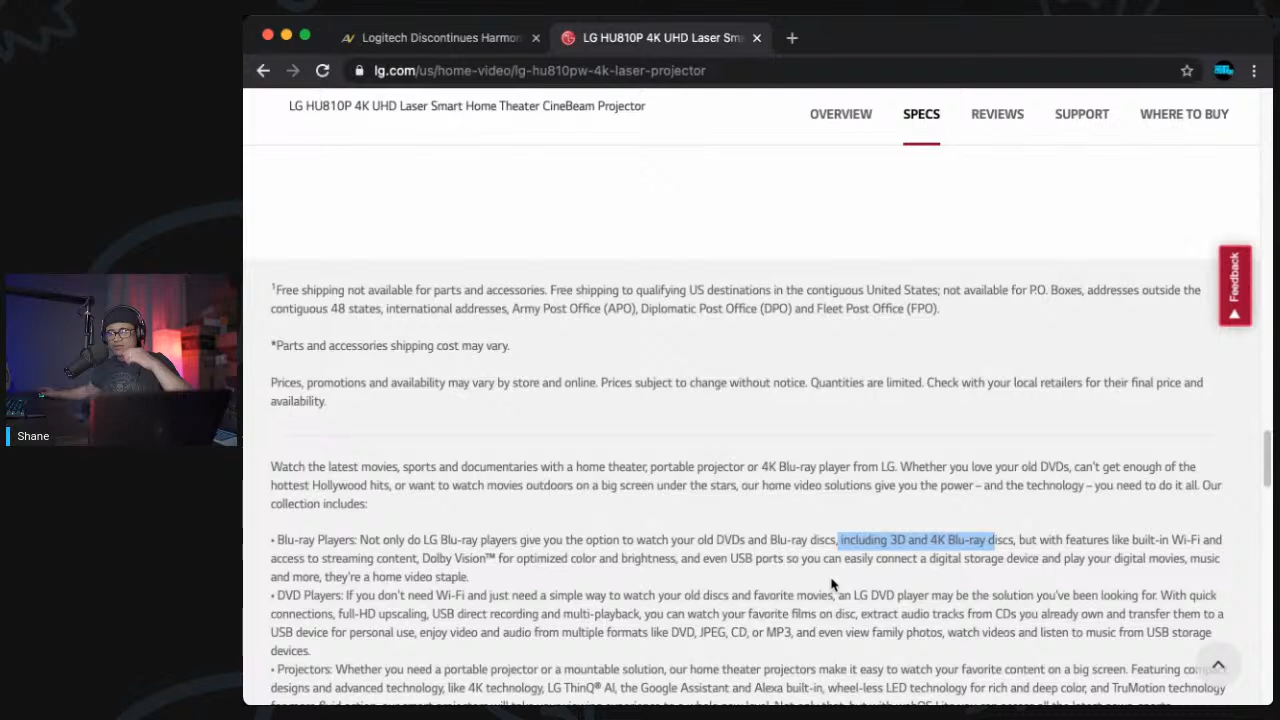 Logitech Discontinues Harmon
LG HU810P 4K UHD Laser Sm
lg.com/us/home-video/lg-hu810pw-4k-laser-projector
LG HU810P 4K UHD Laser Smart Home Theater CineBeam Projector
OVERVIEW
SPECS
REVIEWS
SUPPORT
WHERE TO BUY
Feedback
1Free shipping not available for parts and accessories. Free shipping to qualifying US destinations in the contiguous United States; not available for P.O. Boxes, addresses outside the
contiguous 48 states, international addresses, Army Post Office (APO), Diplomatic Post Office (DPO) and Fleet Post Office (FPO).
*Parts and accessories shipping cost may vary.
Prices, promotions and availability may vary by store and online. Prices subject to change without notice. Quantities are limited. Check with your local retailers for their final price and
availability.
Watch the latest movies, sports and documentaries with a home theater, portable projector or 4K Blu-ray player from LG. Whether you love your old DVDs, can't get enough of the
hottest Hollywood hits, or want to watch movies outdoors on a big screen under the stars, our home video solutions give you the power – and the technology – you need to do it all. Our
collection includes:
• Blu-ray Players: Not only do LG Blu-ray players give you the option to watch your old DVDs and Blu-ray discs, including 3D and 4K Blu-ray discs, but with features like built-in Wi-Fi and
access to streaming content, Dolby Vision™ for optimized color and brightness, and even USB ports so you can easily connect a digital storage device and play your digital movies, music
and more, they're a home video staple.
• DVD Players: If you don't need Wi-Fi and just need a simple way to watch your old discs and favorite movies, an LG DVD player may be the solution you've been looking for. With quick
connections, full-HD upscaling, USB direct recording and multi-playback, you can watch your favorite films on disc, extract audio tracks from CDs you already own and transfer them to a
USB device for personal use, enjoy video and audio from multiple formats like DVD, JPEG, CD, or MP3, and even view family photos, watch videos and listen to music from USB storage
devices.
• Projectors: Whether you need a portable projector or a mountable solution, our home theater projectors make it easy to watch your favorite content on a big screen. Featuring
designs and advanced technology, like 4K technology, LG ThinQ® AI, the Google Assistant and Alexa built-in, wheel-less LED technology for rich and deep color, and TruMotion technology
Shane